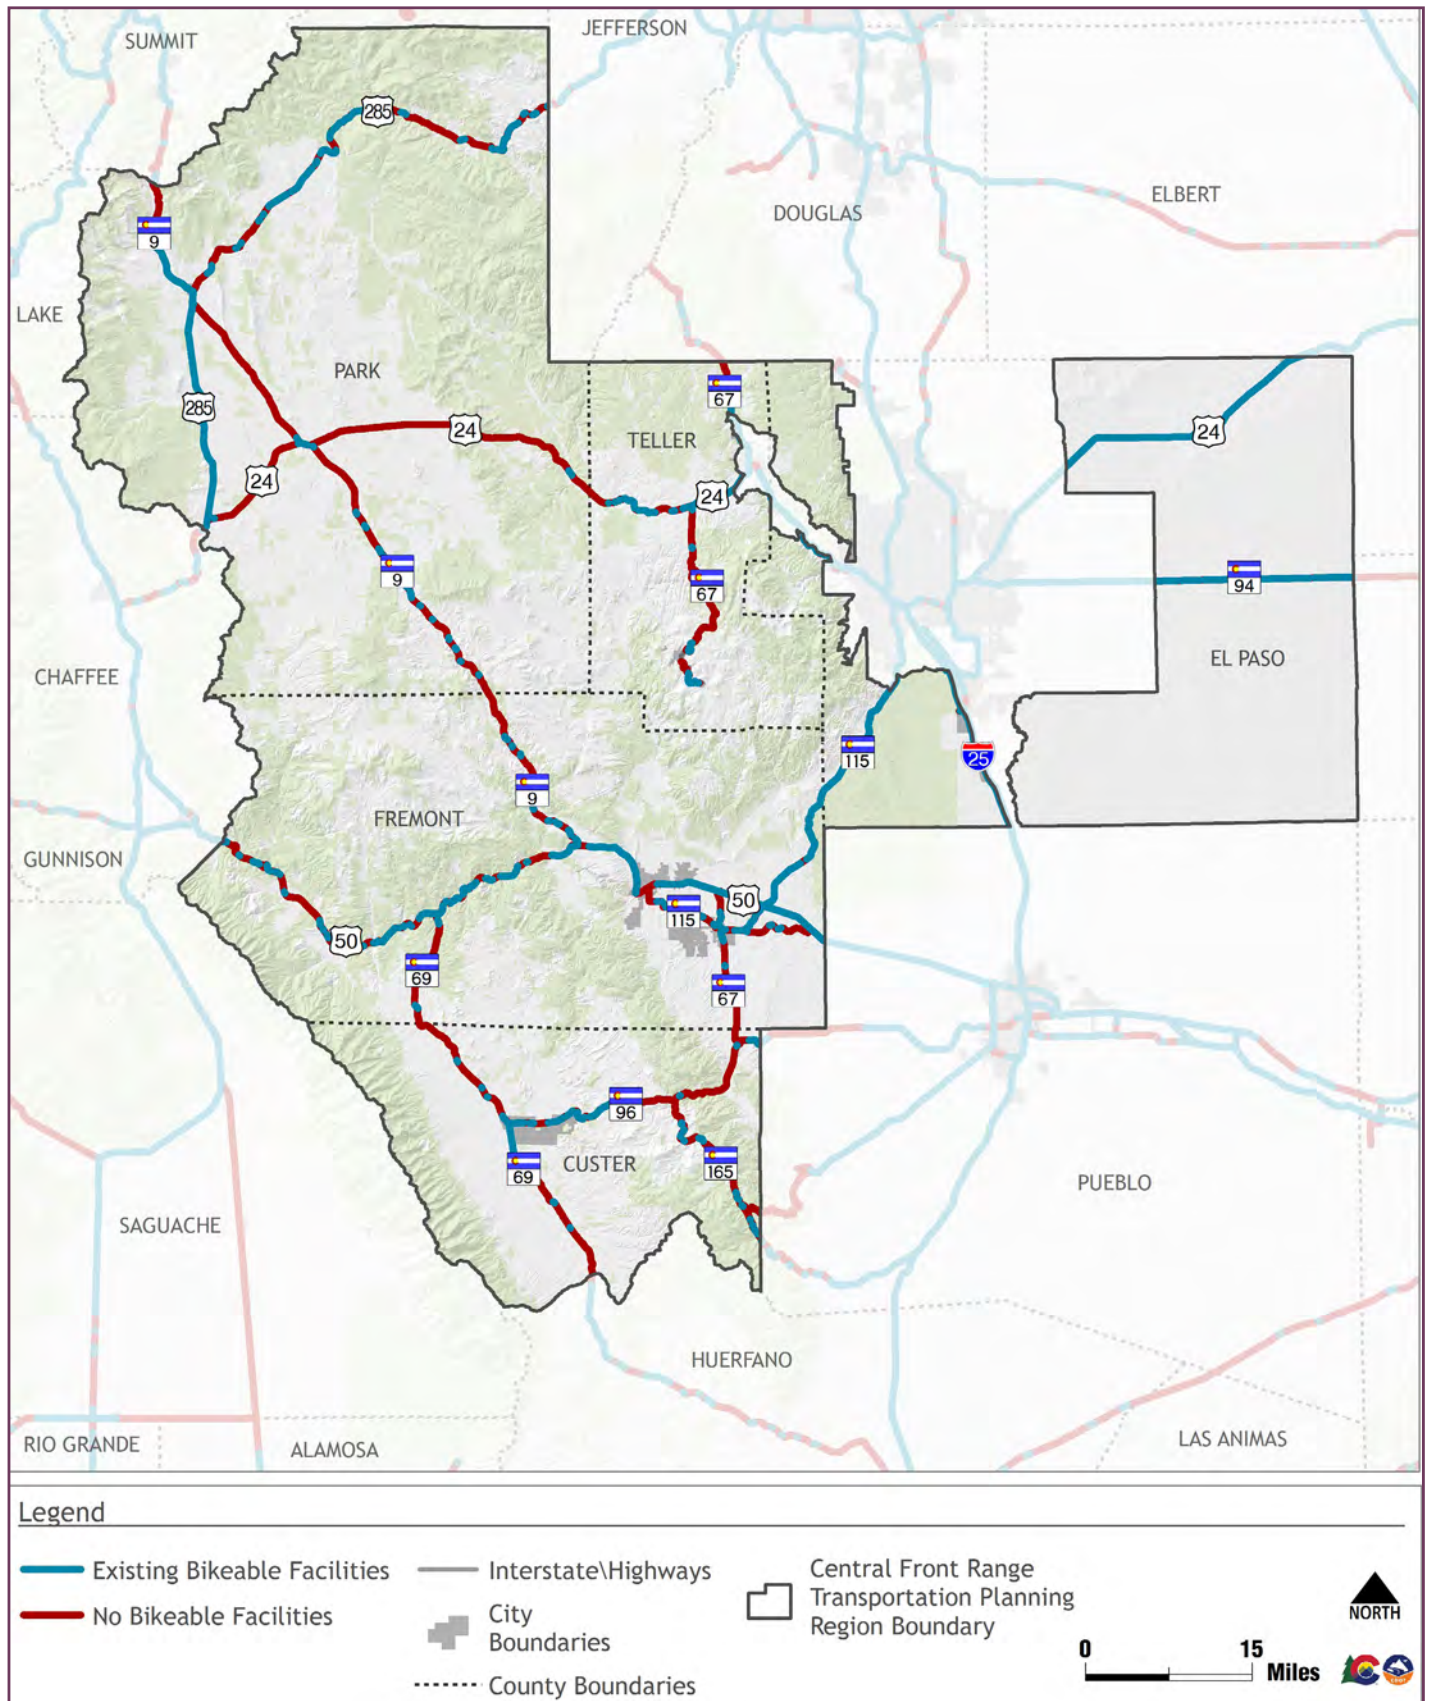 SUMMIT
JEFFERSON
285
ELBERT
DOUGLAS
9
LAKE
PARK
285
67
24
TELLER
24
24
24
9
67
94
CHAFFEE
EL PASO
115
25
9
FREMONT
GUNNISON
50
115
50
69
67
96
69
CUSTER
165
PUEBLO
SAGUACHE
HUERFANO
RIO GRANDE
ALAMOSA
LAS ANIMAS
Legend
Existing Bikeable Facilities
No Bikeable Facilities
Interstate\Highways
City
Boundaries
County Boundaries
Central Front Range
Transportation Planning
Region Boundary
NORTH
0 15
Miles